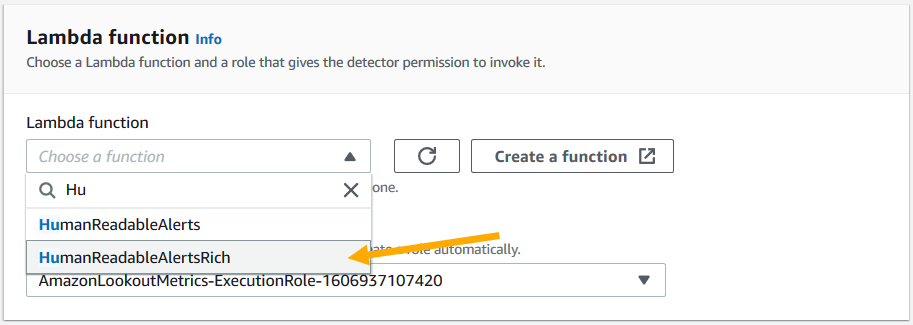 Lambda function Info
Choose a Lambda function and a role that gives the detector permission to invoke it.
Lambda function
Choose a function
Create a function
Hu
one.
HumanReadableAlerts
HumanReadableAlertsRich
role automatically.
AmazonLookoutMetrics-ExecutionRole-1606937107420